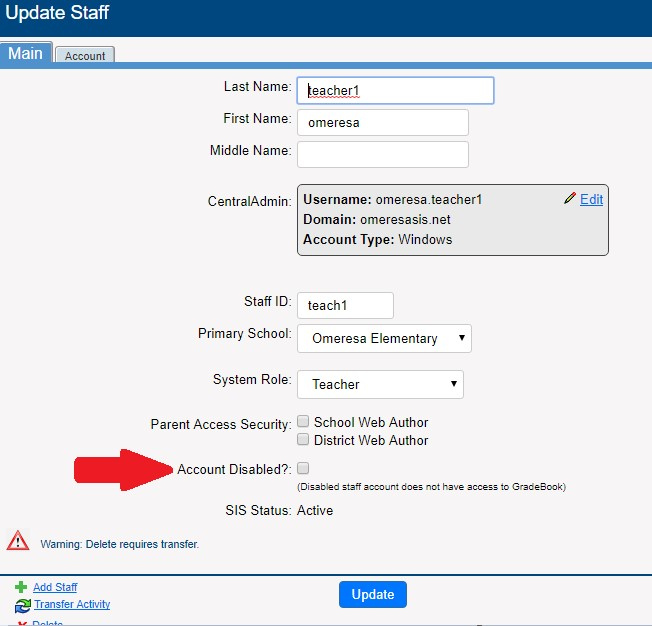 Update Staff
Main
Account
Last Name: teacher1
First Name: omeresa
Middle Name:
CentralAdmin: Username: omeresa.teacher1 Edit
Domain: omeresasis.net
Account Type: Windows
Staff ID: teach1
Primary School: Omeresa Elementary
System Role: Teacher
Parent Access Security: School Web Author
District Web Author
Account Disabled?:
(Disabled staff account does not have access to GradeBook)
SIS Status: Active
Warning: Delete requires transfer.
Add Staff
Update
Transfer Activity
Delete